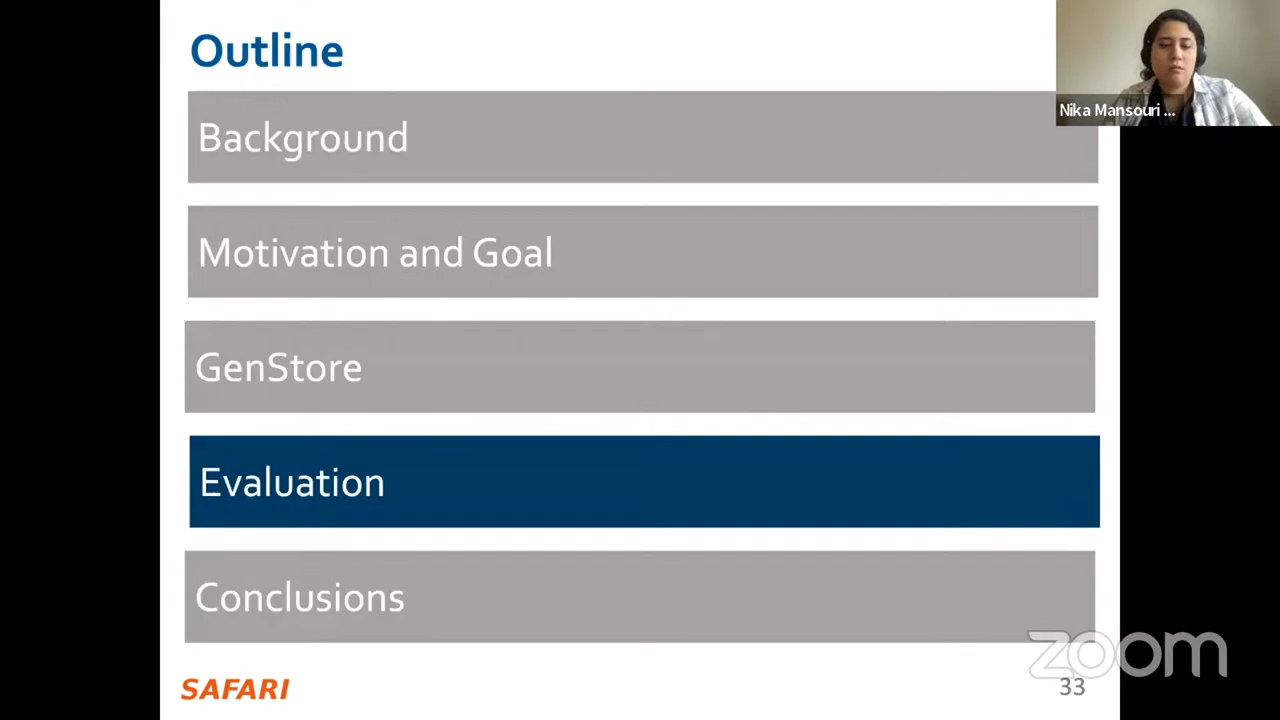 Outline
Nika Mansouri ...
Background
Motivation and Goal
GenStore
Evaluation
Conclusions
zoom
SAFARI
33